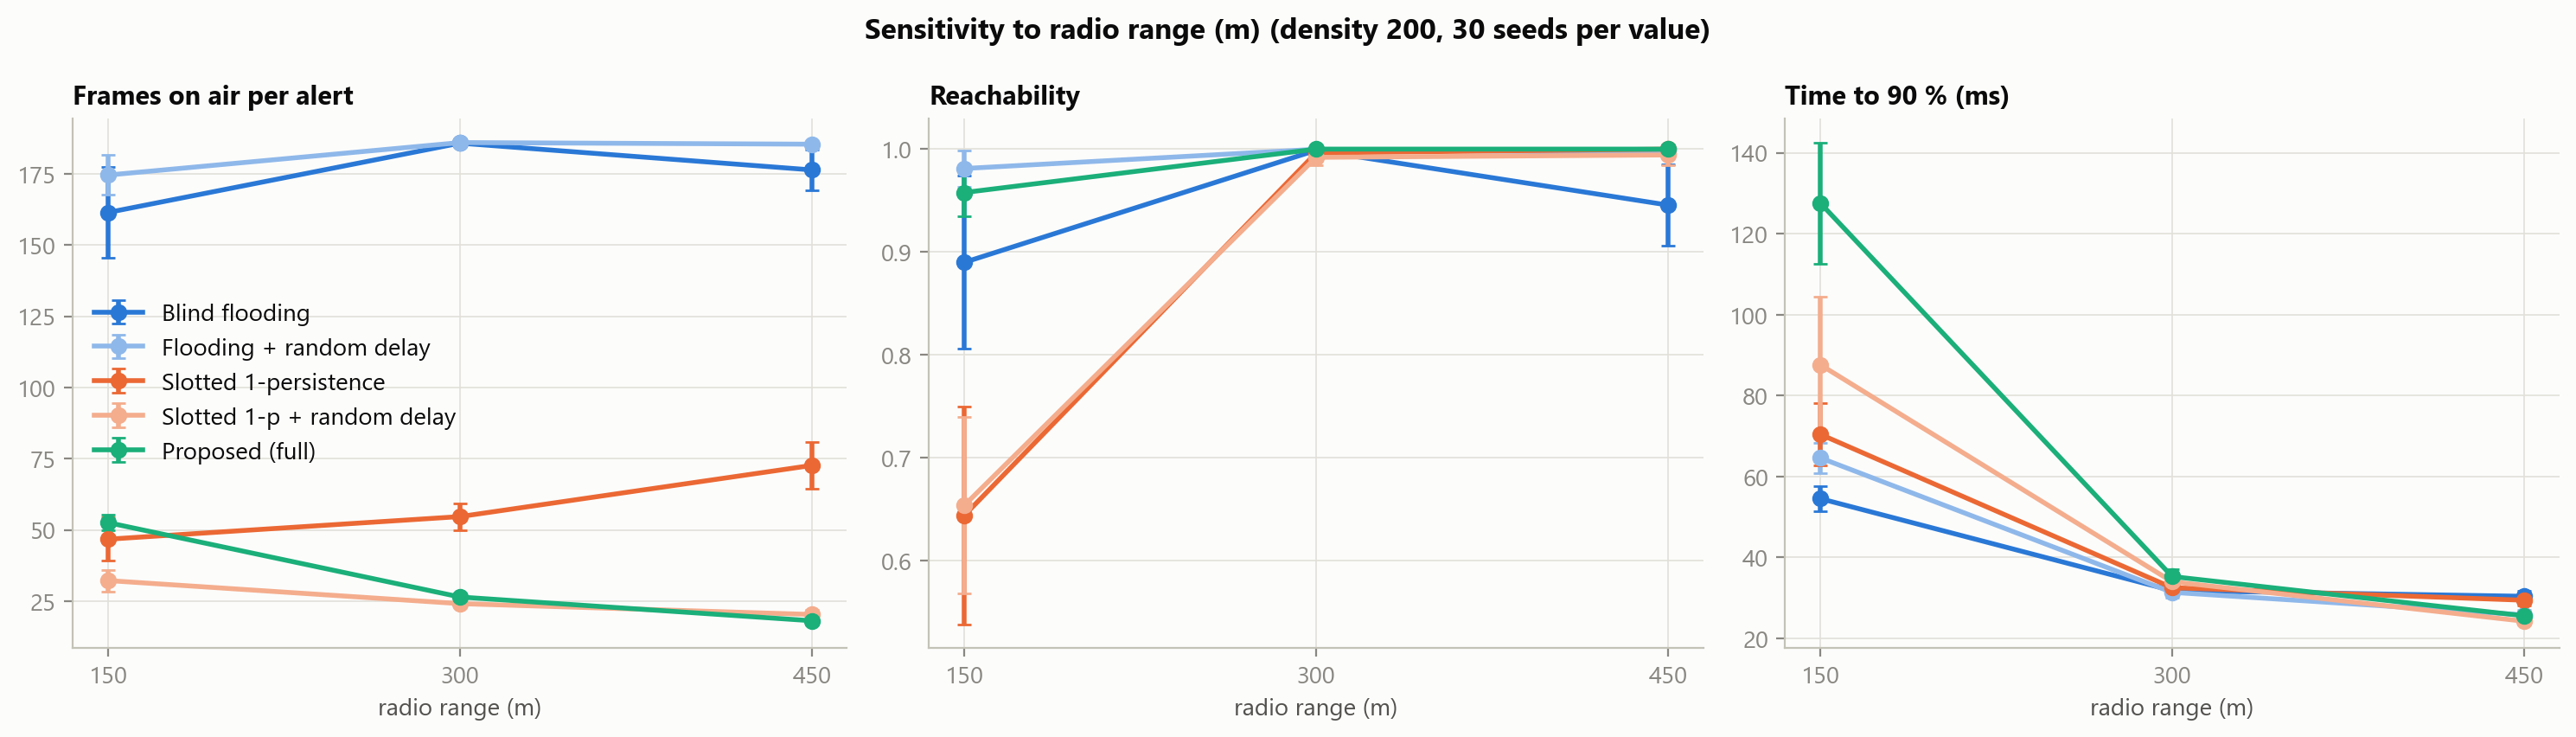 Sensitivity to radio range (m) (density 200, 30 seeds per value)
Frames on air per alert
175
150
125
100
75
50
25
Blind flooding
Flooding + random delay
Slotted 1-persistence
Slotted 1-p + random delay
Proposed (full)
150 300 450
radio range (m)
Reachability
1.0
0.9
0.8
0.7
0.6
150 300 450
radio range (m)
Time to 90 % (ms)
140
120
100
80
60
40
20
150 300 450
radio range (m)